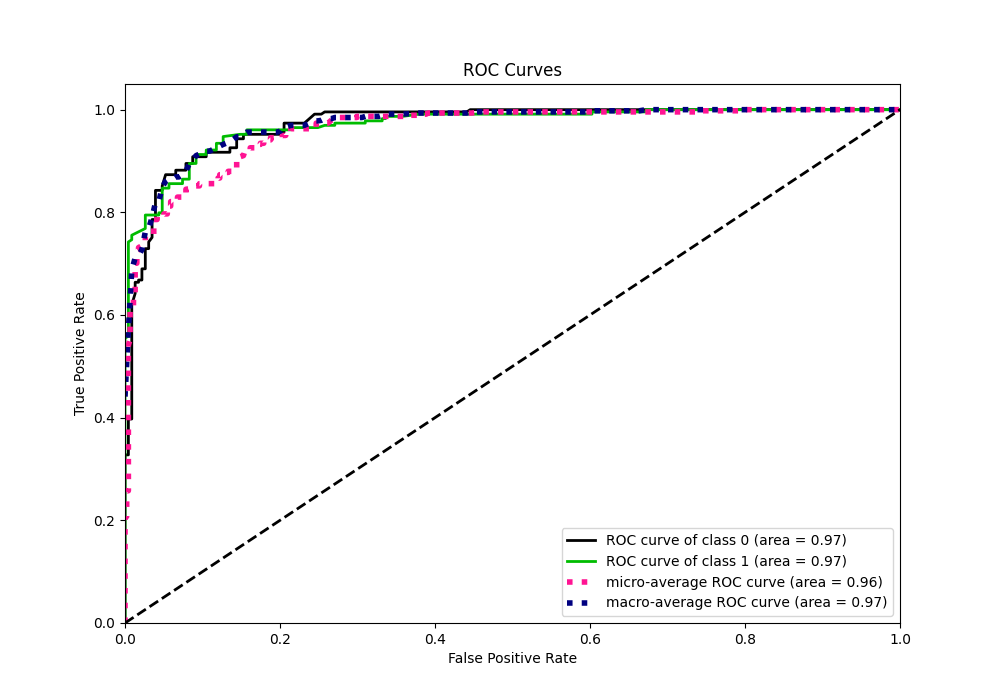 ROC Curves
True Positive Rate
1.0
0.8
0.6
0.4
0.2
0.0
0.0 0.2 0.4 0.6 0.8 1.0
False Positive Rate
ROC curve of class 0 (area = 0.97)
ROC curve of class 1 (area = 0.97)
micro-average ROC curve (area = 0.96)
macro-average ROC curve (area = 0.97)